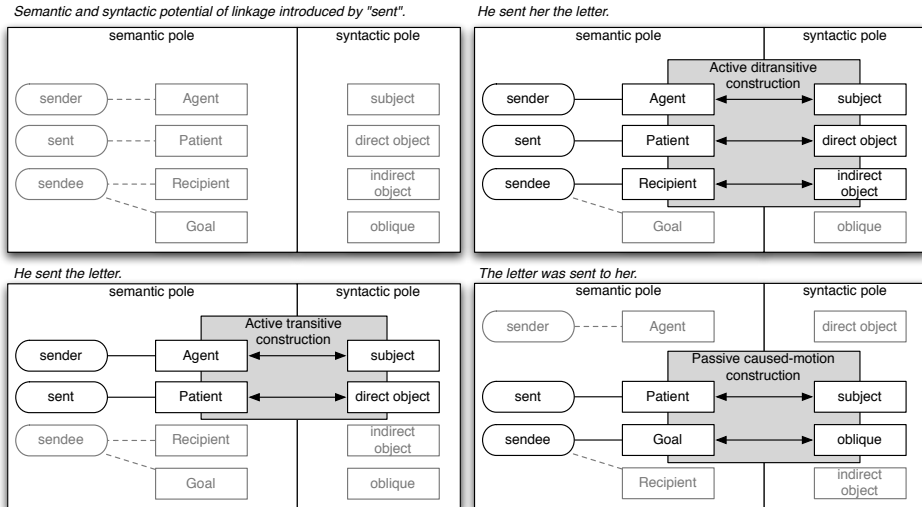 Semantic and syntactic potential of linkage introduced by "sent".
semantic pole
syntactic pole
sender
Agent
subject
sent
Patient
direct object
sendee
Recipient
indirect
object
Goal
oblique
He sent her the letter.
semantic pole
syntactic pole
Active ditransitive
construction
sender
Agent
subject
sent
Patient
direct object
sendee
Recipient
indirect
object
Goal
oblique
He sent the letter.
semantic pole
syntactic pole
Active transitive
construction
sender
Agent
subject
sent
Patient
direct object
sendee
Recipient
indirect
object
Goal
oblique
The letter was sent to her.
semantic pole
syntactic pole
sender
Agent
direct object
Passive caused-motion
construction
sent
Patient
subject
sendee
Goal
oblique
Recipient
indirect
object